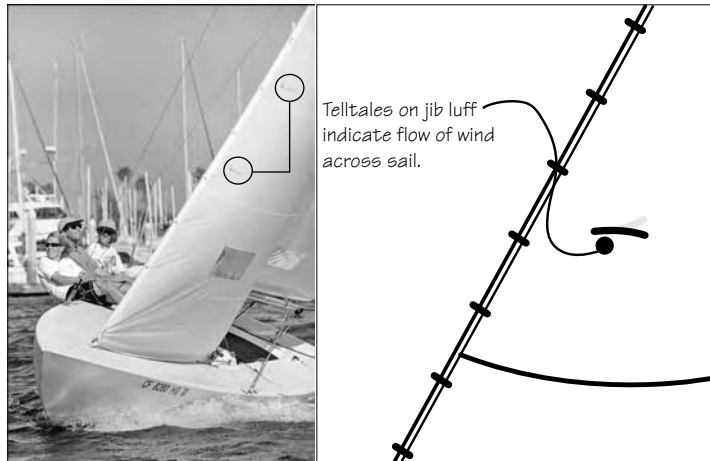 Telltales on jib luff
indicate flow of wind
across sail.